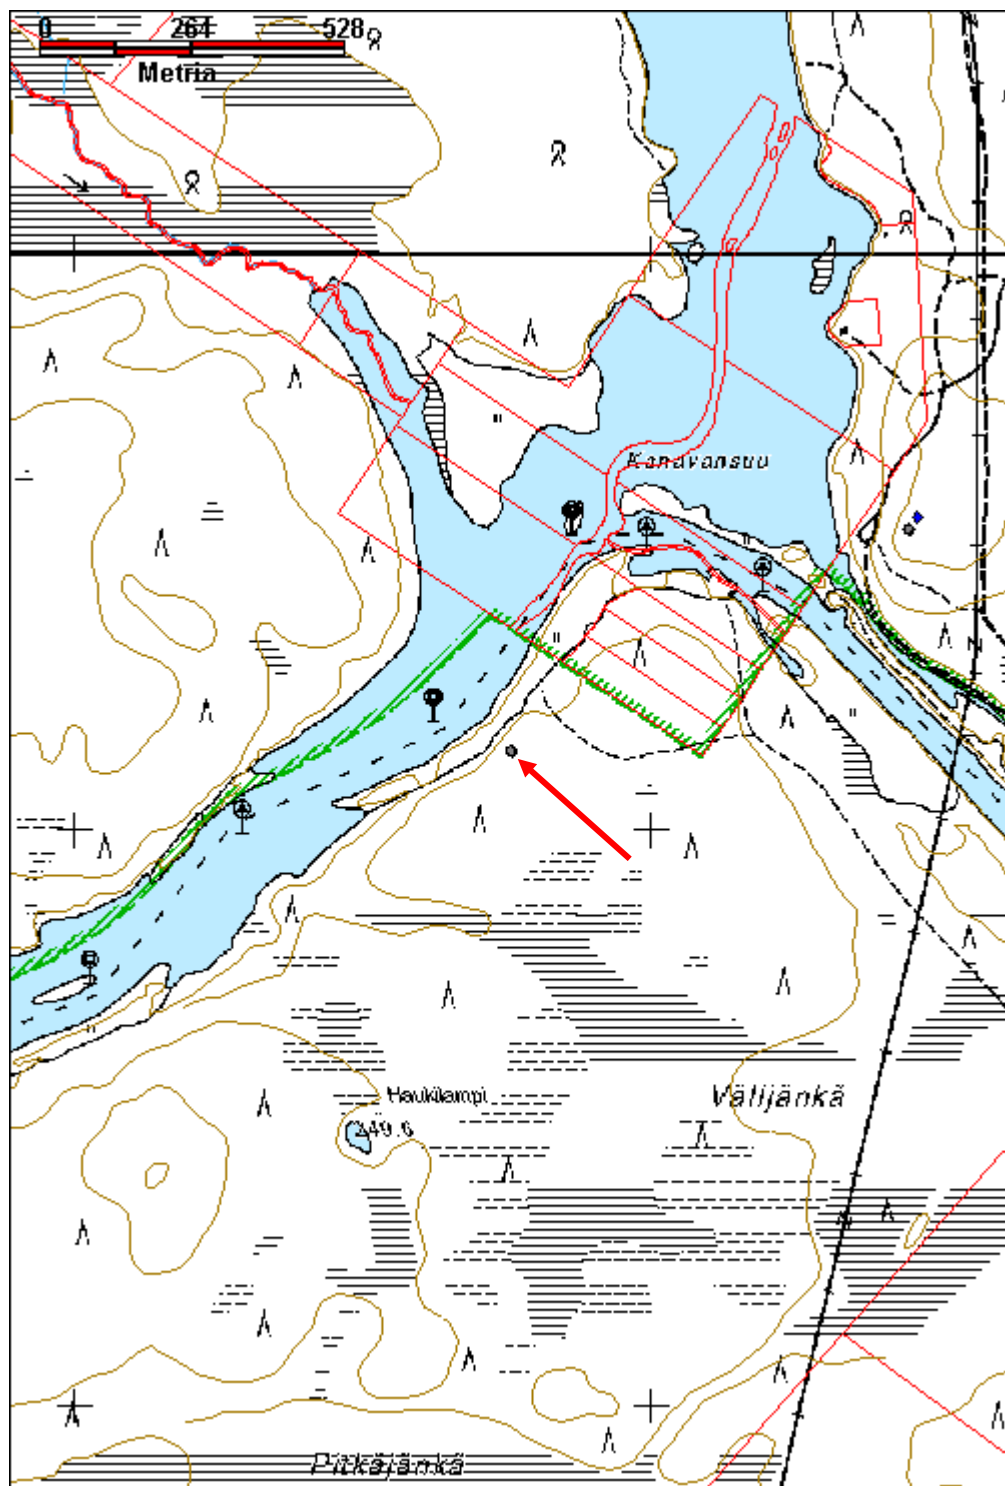 0 264 528
Metria
Kanavansuu
Haukilampi
249.6
Välijänkä
Pitkäjänkä